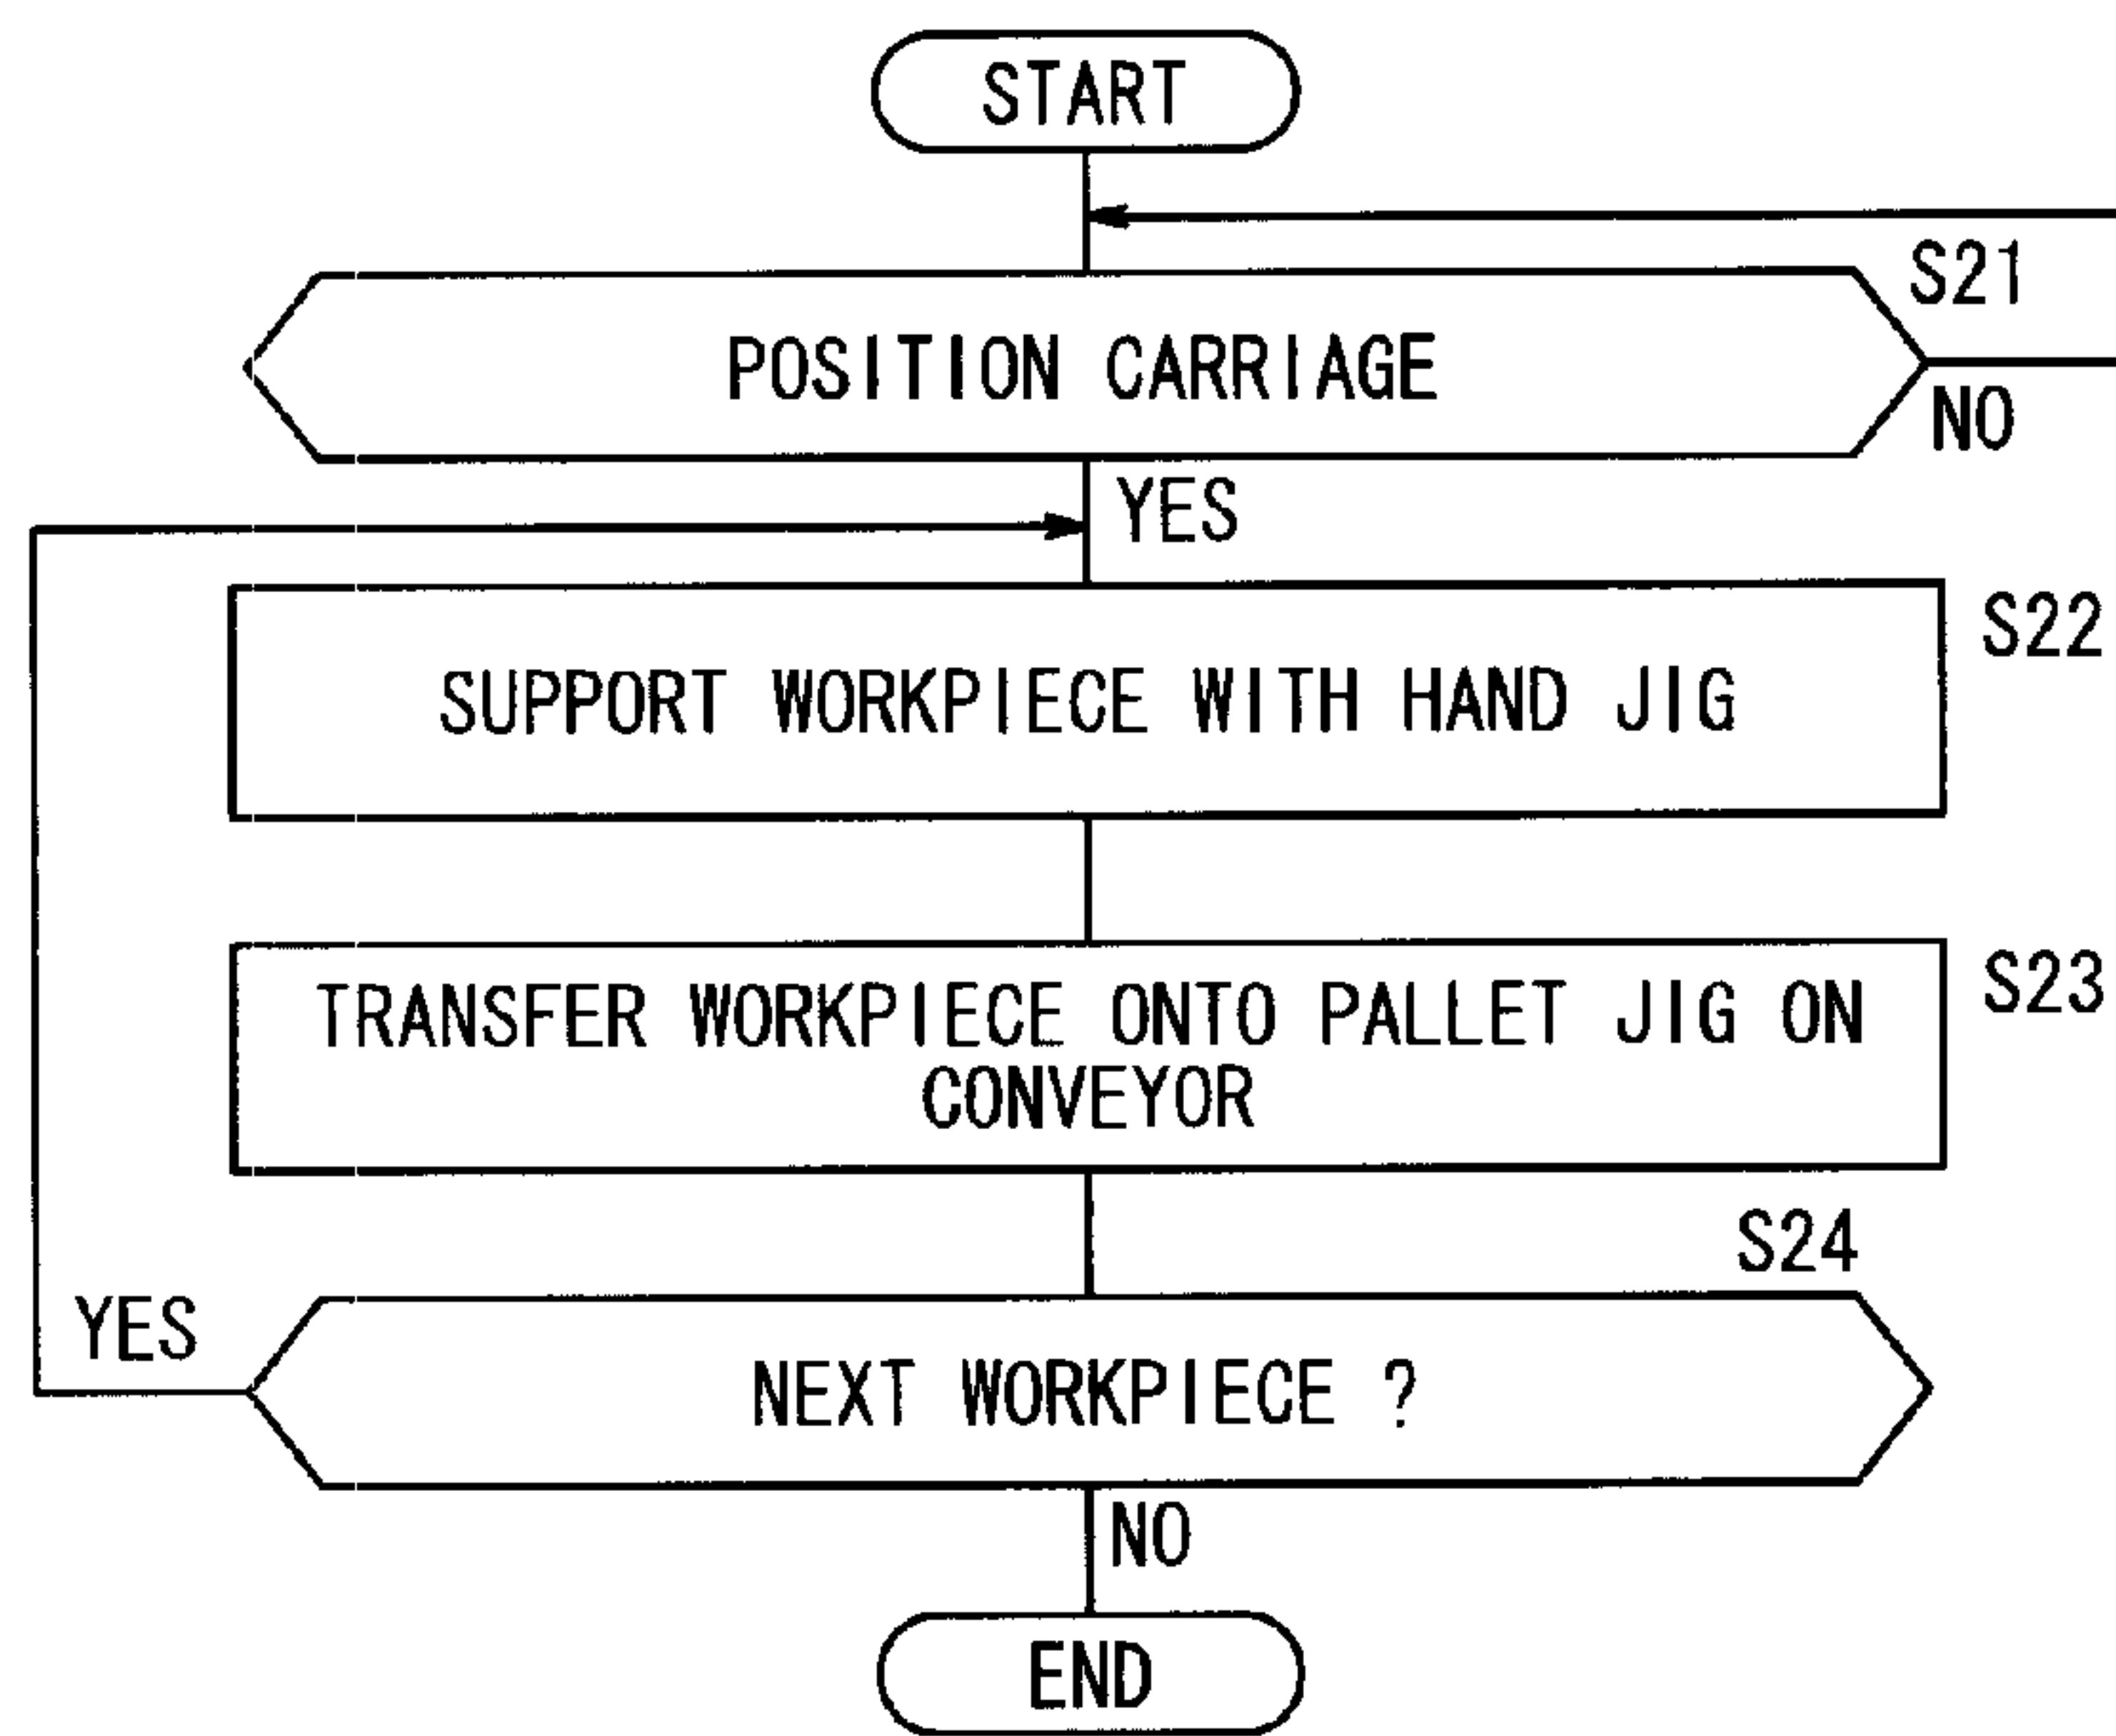 START
S21
POSITION CARRIAGE
NO
YES
S22
SUPPORT WORKPIECE WITH HAND JIG
S23
TRANSFER WORKPIECE ONTO PALLET JIG ON
CONVEYOR
S24
YES
NEXT WORKPIECE ?
NO
END